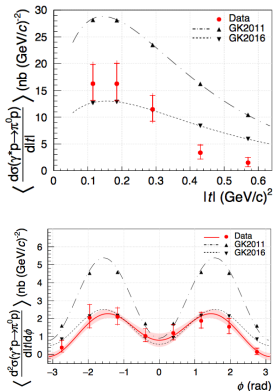 ⟨dσ(γ*p→π⁰p)/d|t|⟩ (nb (GeV/c)⁻²)
30
25
20
15
10
5
0
Data
GK2011
GK2016
0 0.1 0.2 0.3 0.4 0.5 0.6
|t| (GeV/c)²
⟨d²σ(γ*p→π⁰p)/d|t|dϕ⟩ (nb (GeV/c)⁻²)
6
5
4
3
2
1
0
Data
GK2011
GK2016
−3 −2 −1 0 1 2 3
ϕ (rad)